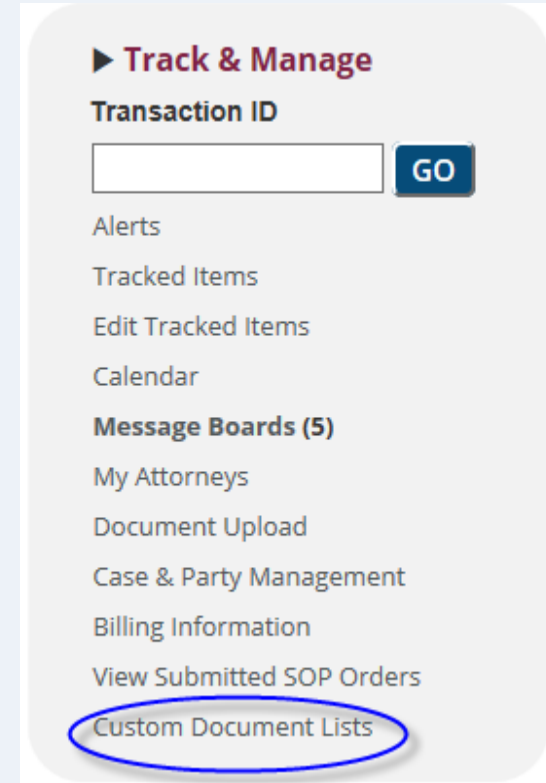 Track & Manage
Transaction ID
GO
Alerts
Tracked Items
Edit Tracked Items
Calendar
Message Boards (5)
My Attorneys
Document Upload
Case & Party Management
Billing Information
View Submitted SOP Orders
Custom Document Lists